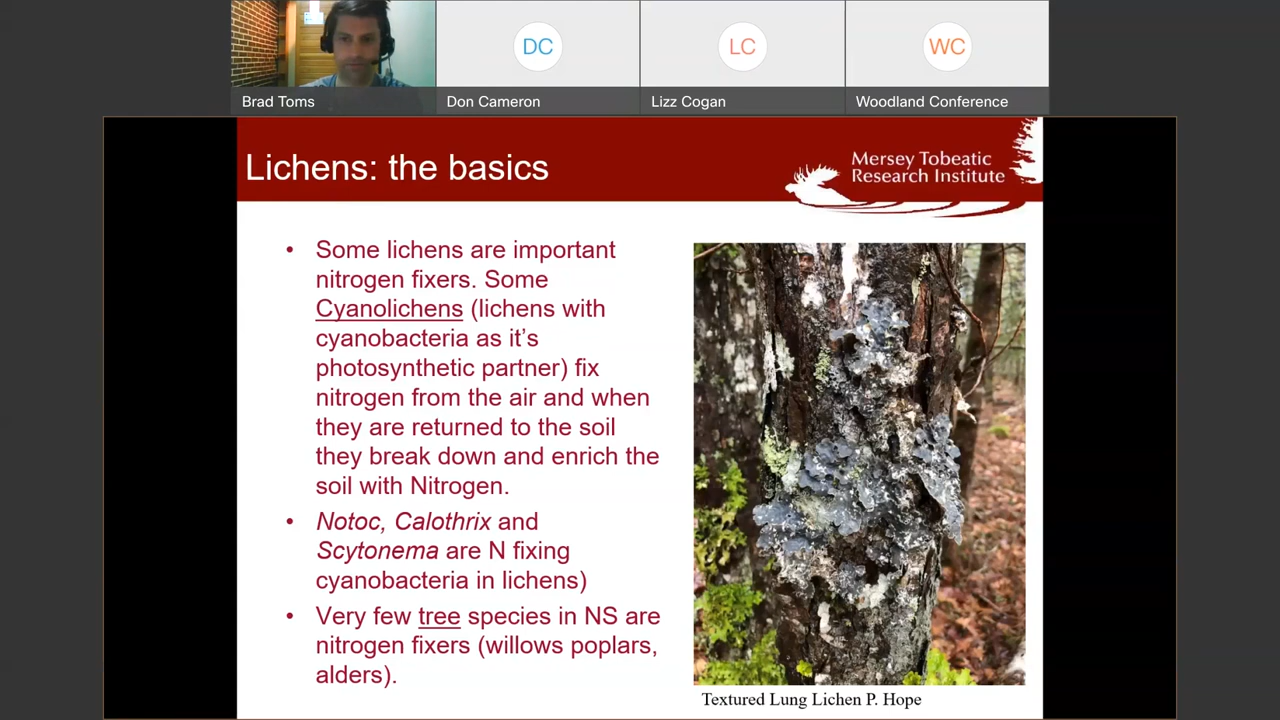 DC
LC
WC
Brad Toms
Don Cameron
Lizz Cogan
Woodland Conference
Lichens: the basics
Mersey Tobeatic
Research Institute
• Some lichens are important
nitrogen fixers. Some
Cyanolichens (lichens with
cyanobacteria as it's
photosynthetic partner) fix
nitrogen from the air and when
they are returned to the soil
they break down and enrich the
soil with Nitrogen.
• Notoc, Calothrix and
Scytonema are N fixing
cyanobacteria in lichens)
• Very few tree species in NS are
nitrogen fixers (willows poplars,
alders).
Textured Lung Lichen P. Hope